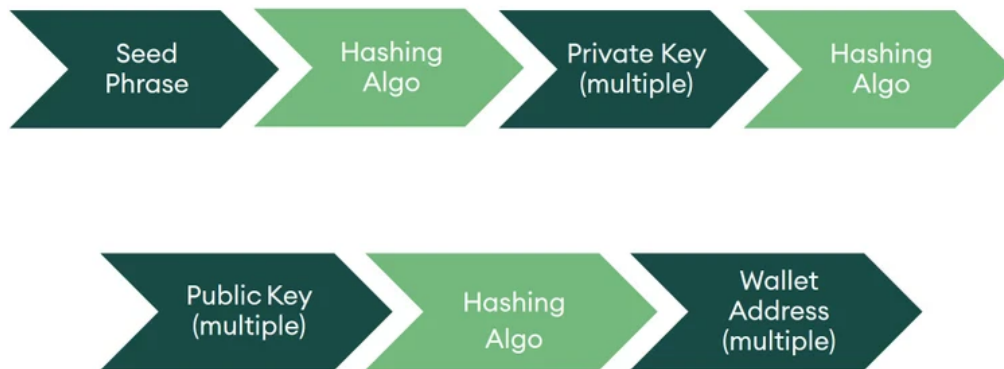 Seed
Phrase
Hashing
Algo
Private Key
(multiple)
Hashing
Algo
Public Key
(multiple)
Hashing
Algo
Wallet
Address
(multiple)